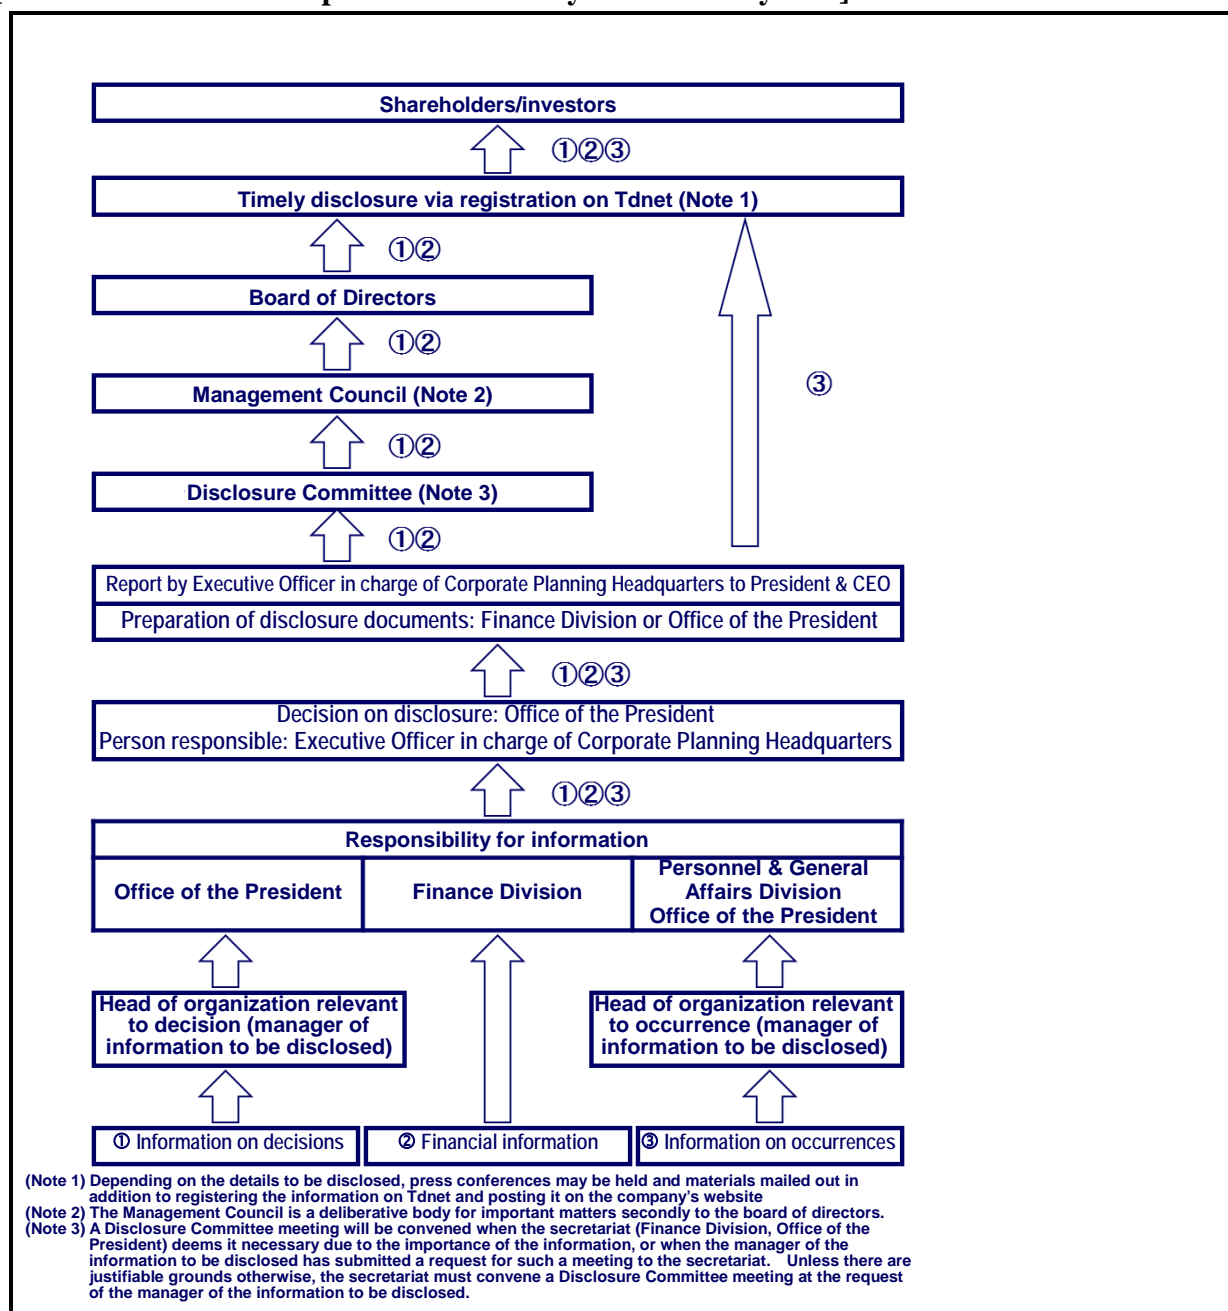 Shareholders/investors
①②③
Timely disclosure via registration on Tdnet (Note 1)
①②
Board of Directors
①②
Management Council (Note 2)
③
①②
Disclosure Committee (Note 3)
①②
Report by Executive Officer in charge of Corporate Planning Headquarters to President & CEO
Preparation of disclosure documents: Finance Division or Office of the President
①②③
Decision on disclosure: Office of the President
Person responsible: Executive Officer in charge of Corporate Planning Headquarters
①②③
Responsibility for information
Office of the President
Finance Division
Personnel & General
Affairs Division
Office of the President
Head of organization relevant
to decision (manager of
information to be disclosed)
Head of organization relevant
to occurrence (manager of
information to be disclosed)
① Information on decisions
② Financial information
③ Information on occurrences
(Note 1) Depending on the details to be disclosed, press conferences may be held and materials mailed out in
addition to registering the information on Tdnet and posting it on the company's website
(Note 2) The Management Council is a deliberative body for important matters secondly to the board of directors.
(Note 3) A Disclosure Committee meeting will be convened when the secretariat (Finance Division, Office of the
President) deems it necessary due to the importance of the information, or when the manager of the
information to be disclosed has submitted a request for such a meeting to the secretariat. Unless there are
justifiable grounds otherwise, the secretariat must convene a Disclosure Committee meeting at the request
of the manager of the information to be disclosed.